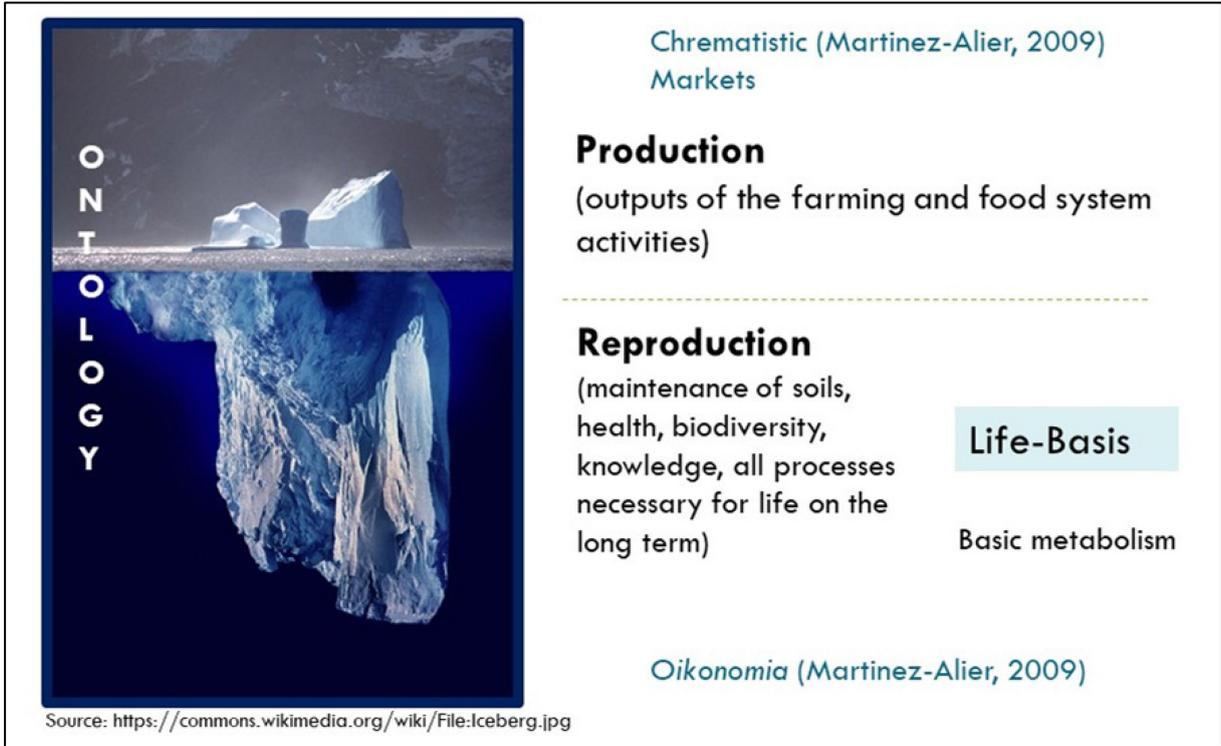 ONTOLOGY
Chrematistic (Martinez-Alier, 2009)
Markets
Production
(outputs of the farming and food system
activities)
Reproduction
(maintenance of soils,
health, biodiversity,
knowledge, all processes
necessary for life on the
long term)
Life-Basis
Basic metabolism
Oikonomia (Martinez-Alier, 2009)
Source: https://commons.wikimedia.org/wiki/File:Iceberg.jpg